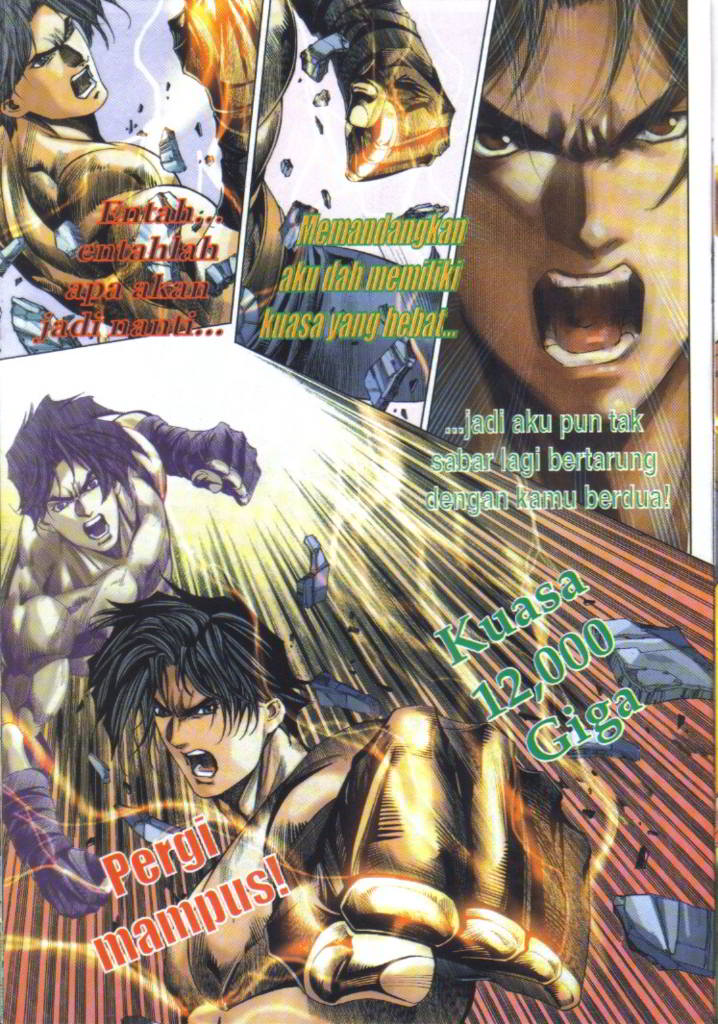 Entah...
entahlah
apa akan
jadi nanti...
Memandangkan
aku dah memiliki
kuasa yang hebat...
...jadi aku pun tak
sabar lagi bertarung
dengan kamu berdua!
Kuasa
12,000
Giga
Pergi
mampus!